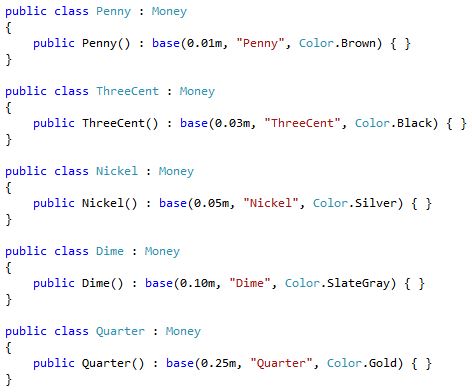 public class Penny : Money
{
    public Penny() : base(0.01m, "Penny", Color.Brown) { }
}
public class ThreeCent : Money
{
    public ThreeCent() : base(0.03m, "ThreeCent", Color.Black) { }
}
public class Nickel : Money
{
    public Nickel() : base(0.05m, "Nickel", Color.Silver) { }
}
public class Dime : Money
{
    public Dime() : base(0.10m, "Dime", Color.SlateGray) { }
}
public class Quarter : Money
{
    public Quarter() : base(0.25m, "Quarter", Color.Gold) { }
}